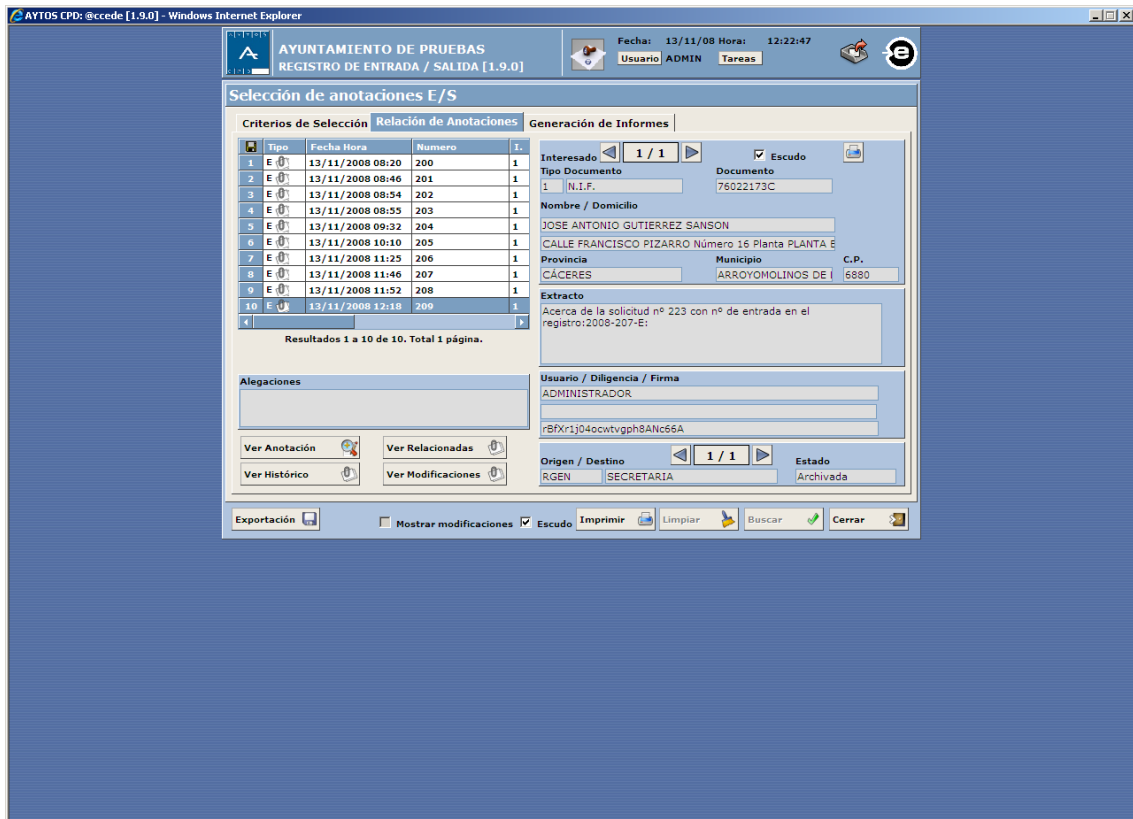 AYTOS CPD: @ccede [1.9.0] - Windows Internet Explorer
AYUNTAMIENTO DE PRUEBAS
REGISTRO DE ENTRADA / SALIDA [1.9.0]
Fecha: 13/11/08 Hora: 12:22:47
Usuario ADMIN Tareas
Selección de anotaciones E/S
Criterios de Selección Relación de Anotaciones Generación de Informes
Tipo Fecha Hora Numero I.
1 E 13/11/2008 08:20 200 1
2 E 13/11/2008 08:46 201 1
3 E 13/11/2008 08:54 202 1
4 E 13/11/2008 08:55 203 1
5 E 13/11/2008 09:32 204 1
6 E 13/11/2008 10:10 205 1
7 E 13/11/2008 11:25 206 1
8 E 13/11/2008 11:46 207 1
9 E 13/11/2008 11:52 208 1
10 E 13/11/2008 12:18 209 1
Resultados 1 a 10 de 10. Total 1 página.
Alegaciones
Ver Anotación Ver Relacionadas
Ver Histórico Ver Modificaciones
Interesado 1 / 1 Escudo
Tipo Documento Documento
1 N.I.F. 76022173C
Nombre / Domicilio
JOSE ANTONIO GUTIERREZ SANSON
CALLE FRANCISCO PIZARRO Número 16 Planta PLANTA
Provincia Municipio C.P.
CÁCERES ARROYOMOLINOS DE 6880
Extracto
Acerca de la solicitud nº 223 con nº de entrada en el
registro:2008-207-E:
Usuario / Diligencia / Firma
ADMINISTRADOR
rBfXr1j04ocwtvgph8ANc66A
Origen / Destino 1 / 1 Estado
RGEN SECRETARIA Archivada
Exportación Mostrar modificaciones Escudo Imprimir Limpiar Buscar Cerrar